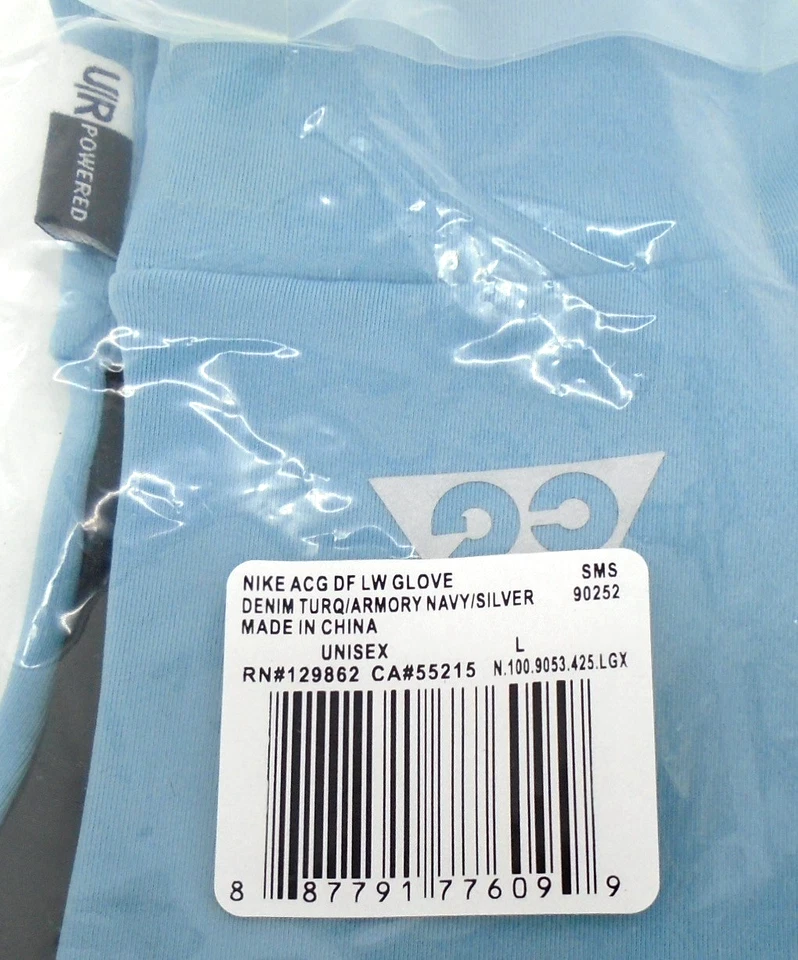 U|R
POWERED
NIKE ACG DF LW GLOVE
SMS
DENIM TURQ/ARMORY NAVY/SILVER
90252
MADE IN CHINA
UNISEX L
RN#129862 CA#55215 N.100.9053.425.LGX
8 87791 77609 9